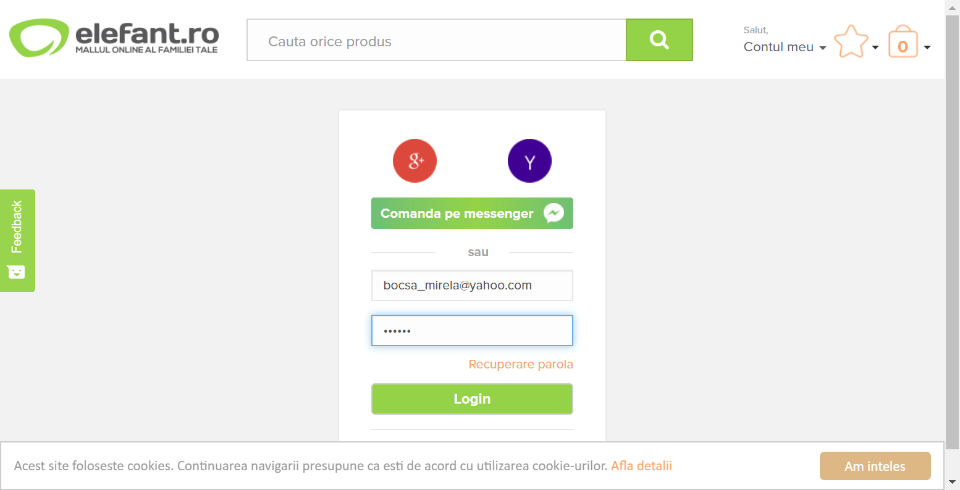 elefant.ro
MALLUL ONLINE AL FAMILIEI TALE
Cauta orice produs
Salut,
Contul meu
0
Feedback
g+
Y
Comanda pe messenger
sau
bocsa_mirela@yahoo.com
••••••
Recuperare parola
Login
Acest site foloseste cookies. Continuarea navigarii presupune ca esti de acord cu utilizarea cookie-urilor. Afla detalii
Am inteles